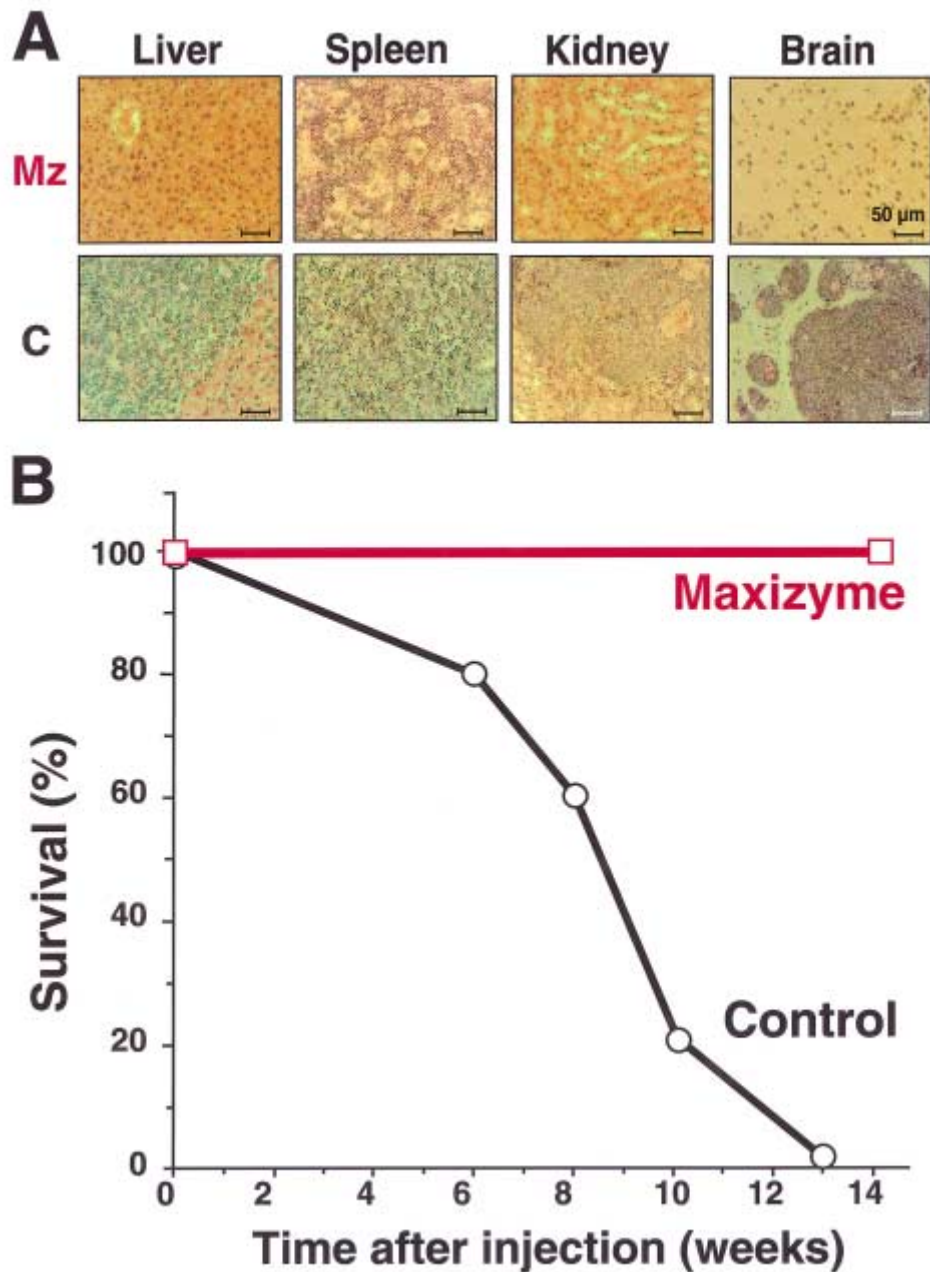 A
Liver Spleen Kidney Brain
Mz
50 µm
C
B
100
80
60
40
20
0
Survival (%)
Maxizyme
Control
0 2 4 6 8 10 12 14
Time after injection (weeks)